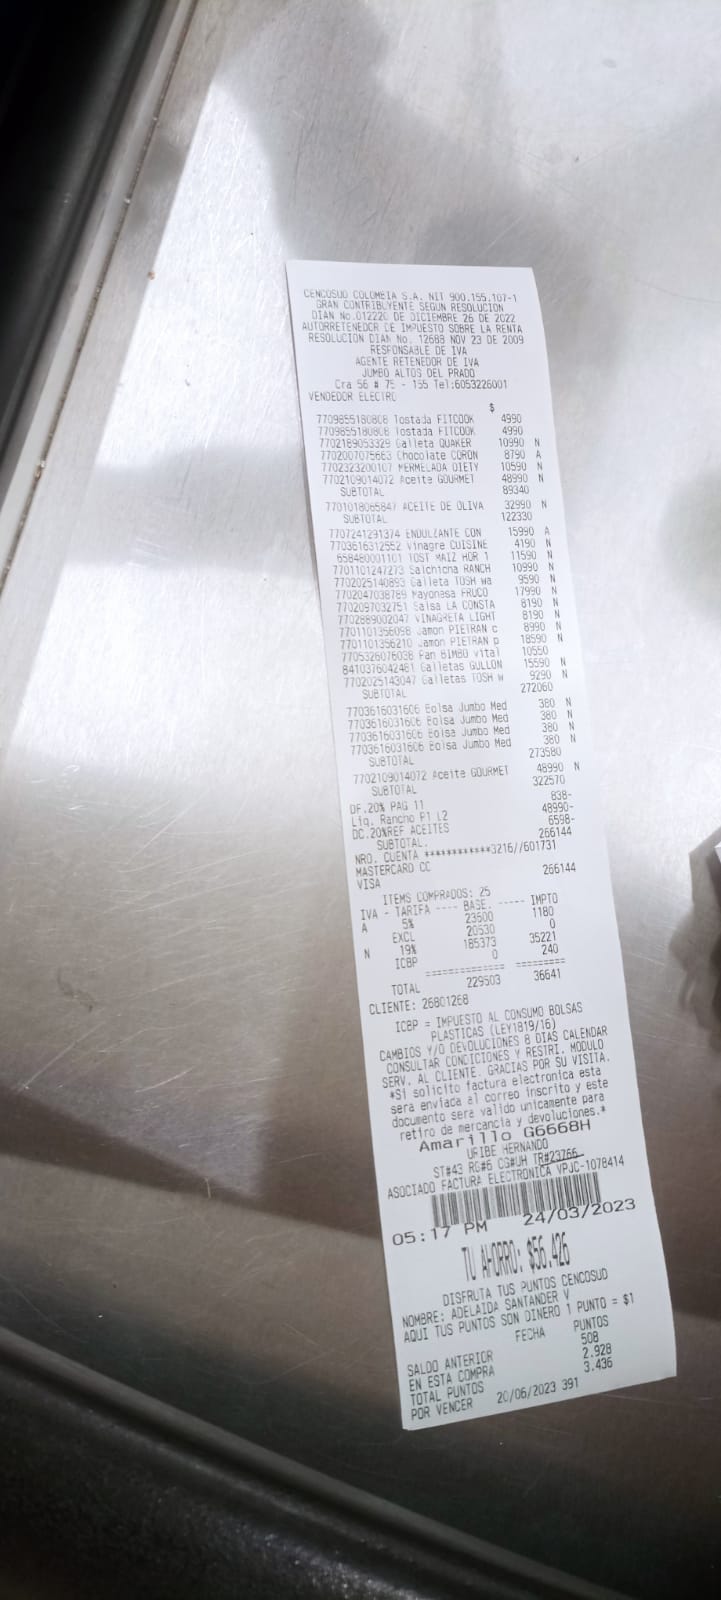 CENCOSUD COLOMBIA S.A. NIT 900.155.107-1
GRAN CONTRIBUYENTE SEGUN RESOLUCION
DIAN No.012220 DE DICIEMBRE 26 DE 2022
AUTORRETENEDOR DE IMPUESTO SOBRE LA RENTA
RESOLUCION DIAN No. 12688 NOV 23 DE 2009
RESPONSABLE DE IVA
AGENTE RETENEDOR DE IVA
JUMBO ALTOS DEL PRADO
Cra 56 # 75 - 155 Tel:6053226001
VENDEDOR ELECTRO
$
7709855180808 Tostada FITCOOK 4990
7709855180808 Tostada FITCOOK 4990
7702189053329 Galleta QUAKER 10990 N
7702007075663 Chocolate CORON 8790 A
7702323200107 MERMELADA DIETY 10590 N
7702109014072 Aceite GOURMET 48990 N
SUBTOTAL 89340
7701018065847 ACEITE DE OLIVA 32990 N
SUBTOTAL 122330
7707241291374 ENDULZANTE CON 15990 A
7703616312552 Vinagre CUISINE 4190 N
658480001101 TOST MAIZ HOR 1 11590 N
7701101247273 Salchicha RANCH 10990 N
7702025140893 Galleta TOSH wa 9590 N
7702047038789 Mayonesa FRUCO 17990 N
7702097032751 Salsa LA CONSTA 8190 N
7702889002047 VINAGRETA LIGHT 8190 N
7701101356098 Jamon PIETRAN c 8990 N
7701101356210 Jamon PIETRAN p 18590 N
7705326076038 Pan BIMBO vital 10550
8410376042481 Galletas GULLON 15590 N
7702025143047 Galletas TOSH w 9290 N
SUBTOTAL 272060
7703616031606 Bolsa Jumbo Med 380 N
7703616031606 Bolsa Jumbo Med 380 N
7703616031606 Bolsa Jumbo Med 380 N
7703616031606 Bolsa Jumbo Med 380 N
SUBTOTAL 273580
7702109014072 Aceite GOURMET 48990 N
SUBTOTAL 322570
DF.20% PAG 11 838-
Liq. Rancho P1 L2 48990-
DC.20%REF ACEITES 6598-
SUBTOTAL. 266144
NRO. CUENTA ************3216//601731
MASTERCARD CC
VISA 266144
ITEMS COMPRADOS: 25
IVA - TARIFA ---- BASE. ----- IMPTO
A 5% 23600 1180
EXCL 20530 0
N 19% 185373 35221
ICBP 0 240
============= =========
TOTAL 229503 36641
CLIENTE: 26801268
ICBP = IMPUESTO AL CONSUMO BOLSAS
PLASTICAS (LEY1819/16)
CAMBIOS Y/O DEVOLUCIONES 8 DIAS CALENDAR
CONSULTAR CONDICIONES Y RESTRI. MODULO
SERV. AL CLIENTE. GRACIAS POR SU VISITA.
*Si solicito factura electronica esta
sera enviada al correo inscrito y este
documento sera valido unicamente para
retiro de mercancia y devoluciones.*
Amarillo G6668H
URIBE HERNANDO
ST#43 RG#6 CS#UH TR#23766
ASOCIADO FACTURA ELECTRONICA VPJC-1078414
05:17 PM 24/03/2023
TU AHORRO: $56.426
DISFRUTA TUS PUNTOS CENCOSUD
NOMBRE: ADELAIDA SANTANDER V
AQUI TUS PUNTOS SON DINERO 1 PUNTO = $1
FECHA PUNTOS
SALDO ANTERIOR 508
EN ESTA COMPRA 2.928
TOTAL PUNTOS 3.436
POR VENCER 20/06/2023 391